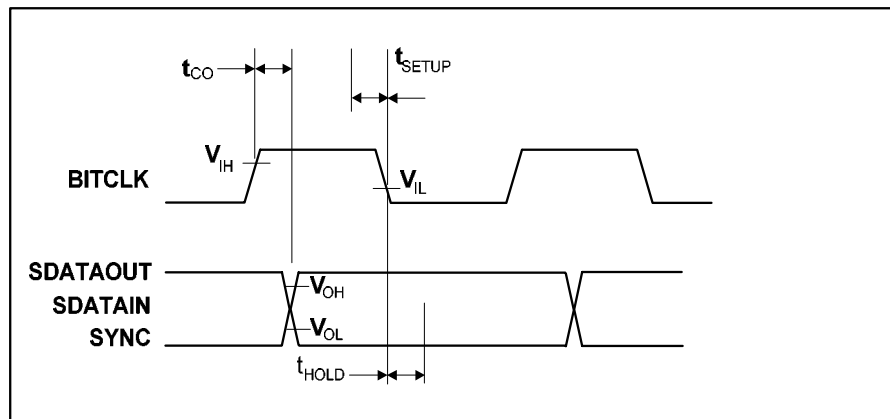 tCO
tSETUP
VIH
BITCLK
VIL
SDATAOUT
VOH
SDATAIN
VOL
SYNC
tHOLD